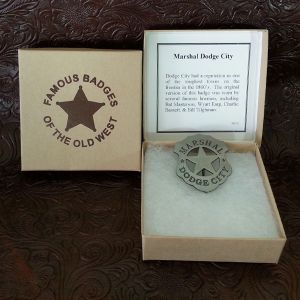 FAMOUS BADGES
OF THE OLD WEST
Marshal Dodge City
Dodge City had a reputation as one
of the roughest towns on the
frontier in the 1880's. The original
version of this badge was worn by
several famous lawmen, including
Bat Masterson, Wyatt Earp, Charlie
Bassett, & Bill Tilghman.
MARSHAL
DODGE CITY